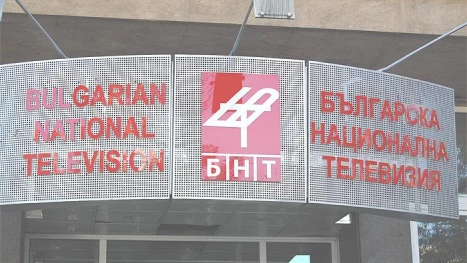 BULGARIAN
NATIONAL
TELEVISION
БНТ
БЪЛГАРСКА
НАЦИОНАЛНА
ТЕЛЕВИЗИЯ